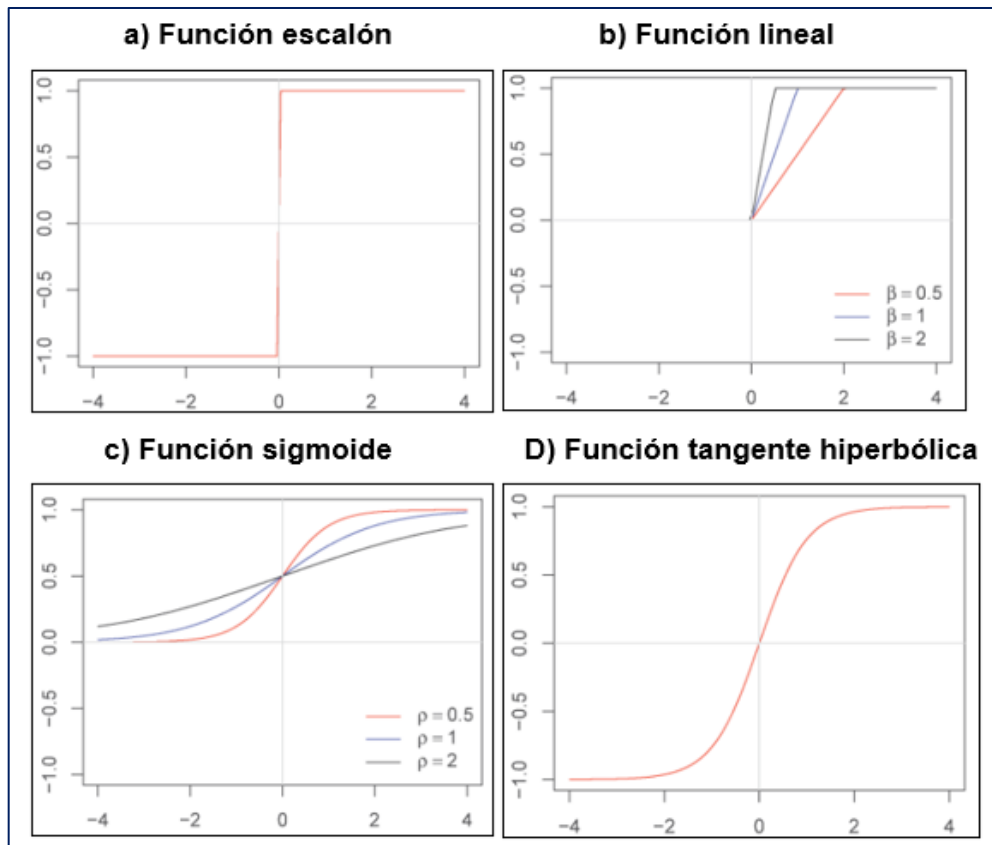 a) Función escalón
1.0
0.5
0.0
−0.5
−1.0
−4 −2 0 2 4
b) Función lineal
1.0
0.5
0.0
−0.5
−1.0
β = 0.5
β = 1
β = 2
−4 −2 0 2 4
c) Función sigmoide
1.0
0.5
0.0
−0.5
−1.0
ρ = 0.5
ρ = 1
ρ = 2
−4 −2 0 2 4
D) Función tangente hiperbólica
1.0
0.5
0.0
−0.5
−1.0
−4 −2 0 2 4